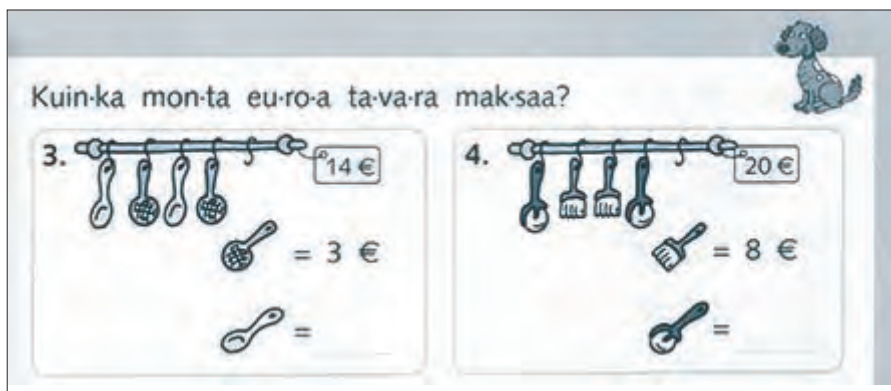 Kuin·ka mon·ta eu·ro·a ta·va·ra mak·saa?
3.
14 €
= 3 €
=
4.
20 €
= 8 €
=